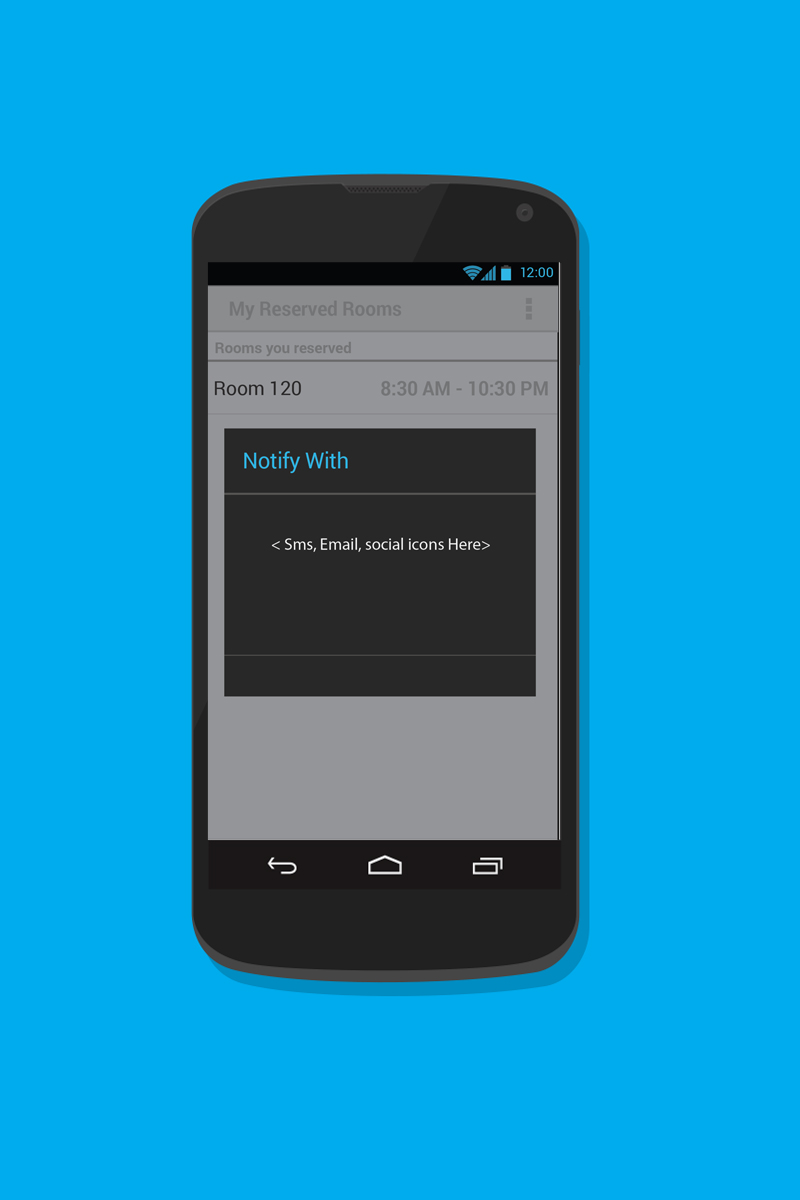 12:00
My Reserved Rooms
Rooms you reserved
Room 120 8:30 AM - 10:30 PM
Notify With
< Sms, Email, social icons Here>